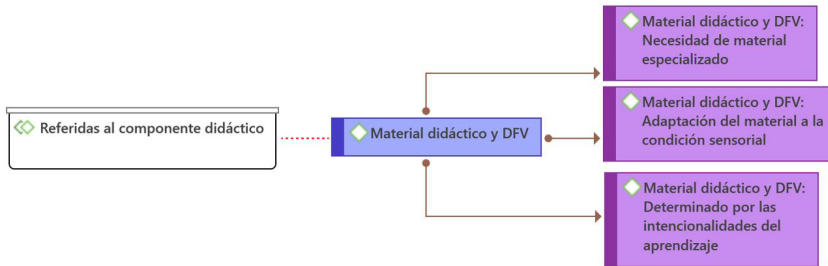 Referidas al componente didáctico
Material didáctico y DFV
Material didáctico y DFV:
Necesidad de material
especializado
Material didáctico y DFV:
Adaptación del material a la
condición sensorial
Material didáctico y DFV:
Determinado por las
intencionalidades del
aprendizaje